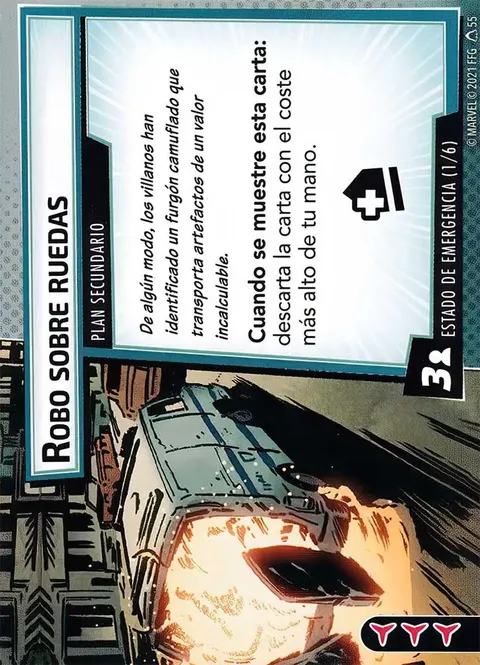 ROBO SOBRE RUEDAS
PLAN SECUNDARIO
De algún modo, los villanos han
identificado un furgón camuflado que
transporta artefactos de un valor
incalculable.
Cuando se muestre esta carta:
descarta la carta con el coste
más alto de tu mano.
3
ESTADO DE EMERGENCIA (1/6)
© MARVEL © 2021 FFG 55